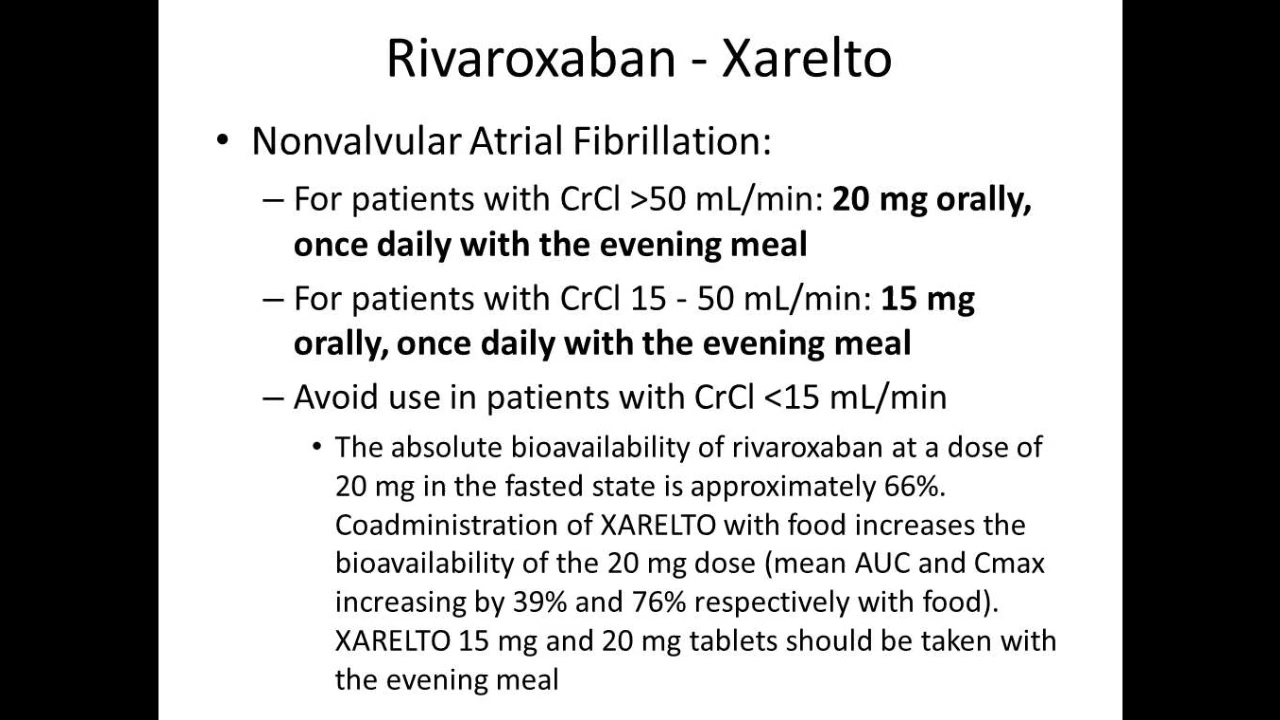 Rivaroxaban - Xarelto
• Nonvalvular Atrial Fibrillation:
– For patients with CrCl >50 mL/min: 20 mg orally,
once daily with the evening meal
– For patients with CrCl 15 - 50 mL/min: 15 mg
orally, once daily with the evening meal
– Avoid use in patients with CrCl <15 mL/min
• The absolute bioavailability of rivaroxaban at a dose of
20 mg in the fasted state is approximately 66%.
Coadministration of XARELTO with food increases the
bioavailability of the 20 mg dose (mean AUC and Cmax
increasing by 39% and 76% respectively with food).
XARELTO 15 mg and 20 mg tablets should be taken with
the evening meal